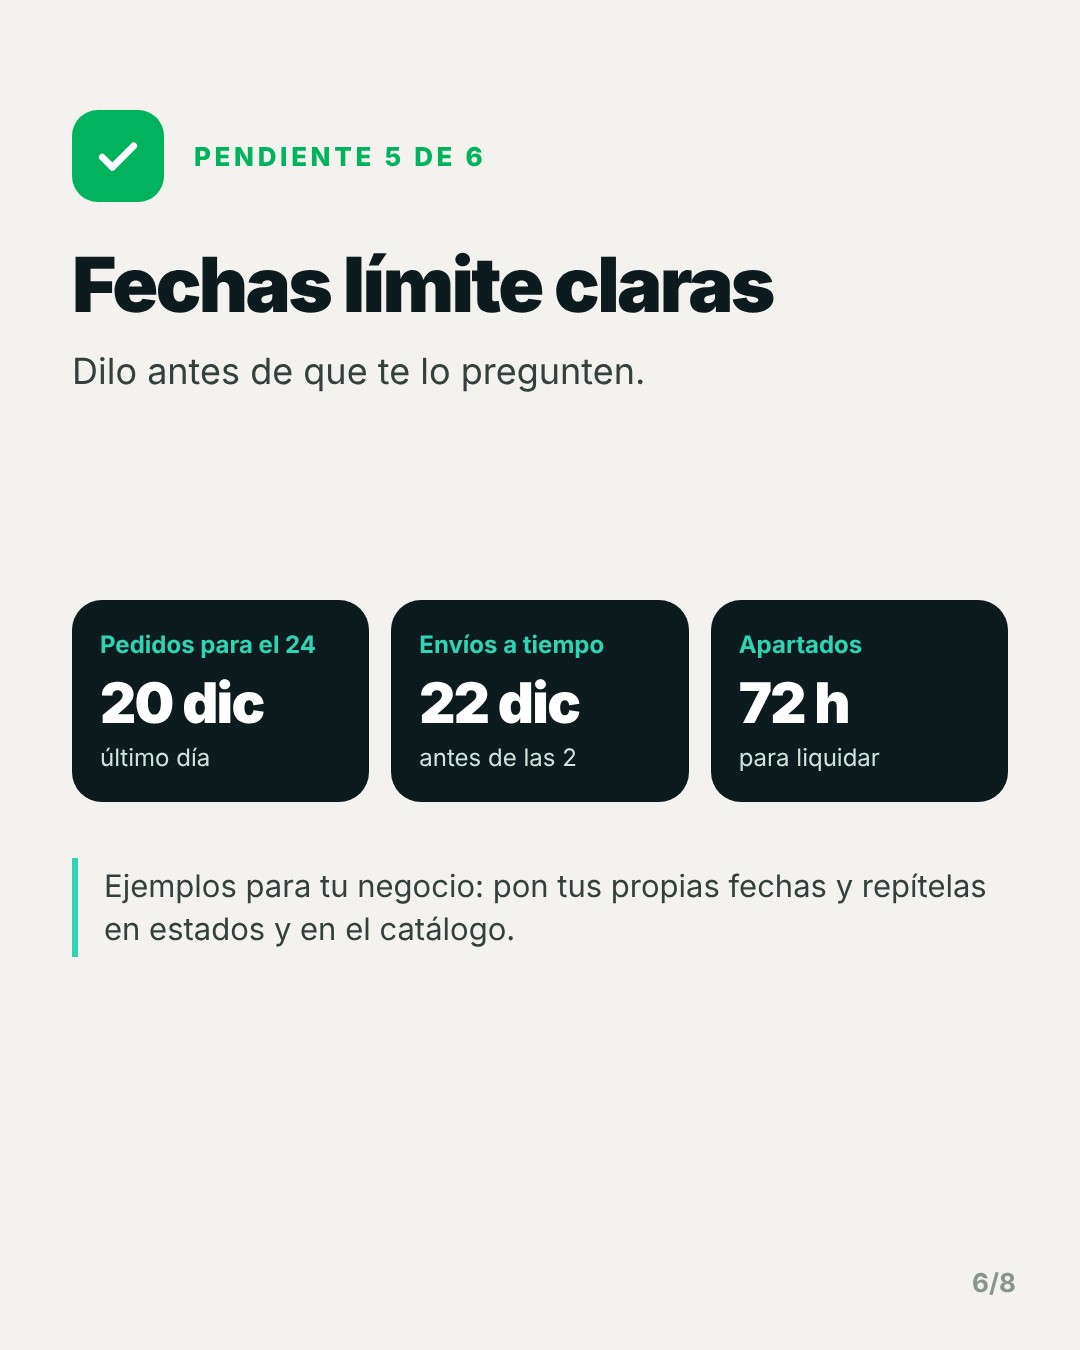 PENDIENTE 5 DE 6
Fechas límite claras
Dilo antes de que te lo pregunten.
Pedidos para el 24
20 dic
último día
Envíos a tiempo
22 dic
antes de las 2
Apartados
72 h
para liquidar
Ejemplos para tu negocio: pon tus propias fechas y repítelas
en estados y en el catálogo.
6/8